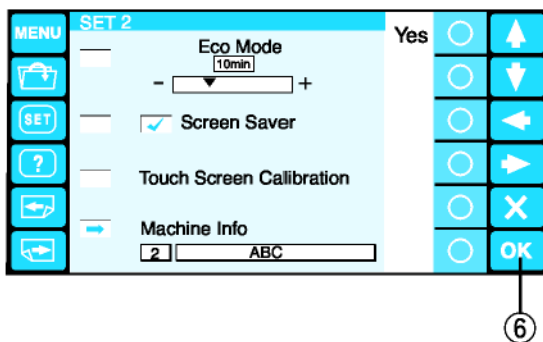 MENU
SET 2
Yes
Eco Mode
10min
- +
SET
Screen Saver
?
Touch Screen Calibration
Machine Info
2 ABC
OK
⑥